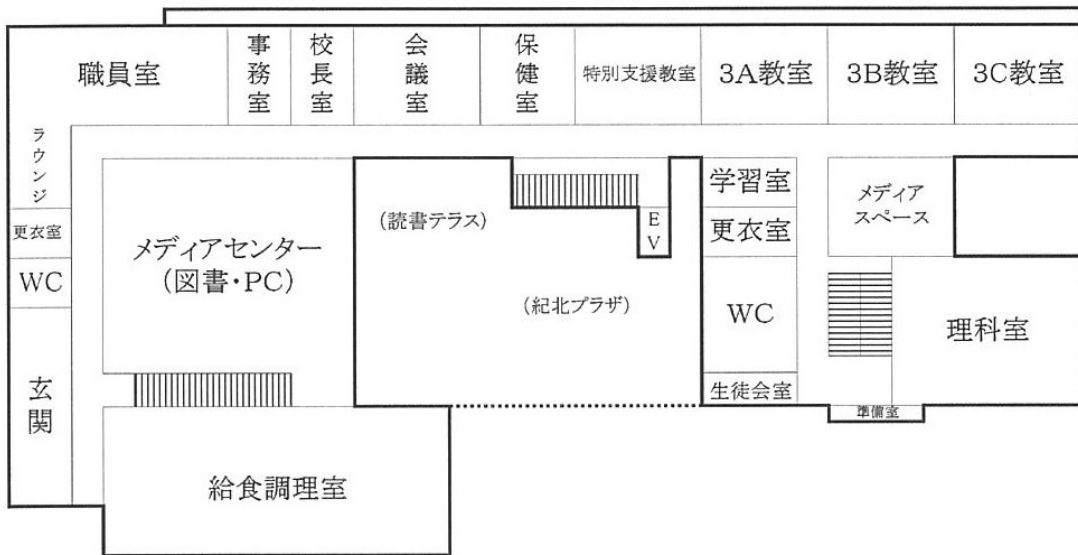 職員室
事務室
校長室
会議室
保健室
特別支援教室
3A教室
3B教室
3C教室
ラウンジ
更衣室
WC
玄関
メディアセンター
(図書・PC)
(読書テラス)
EV
(紀北プラザ)
学習室
更衣室
WC
生徒会室
メディア
スペース
理科室
準備室
給食調理室